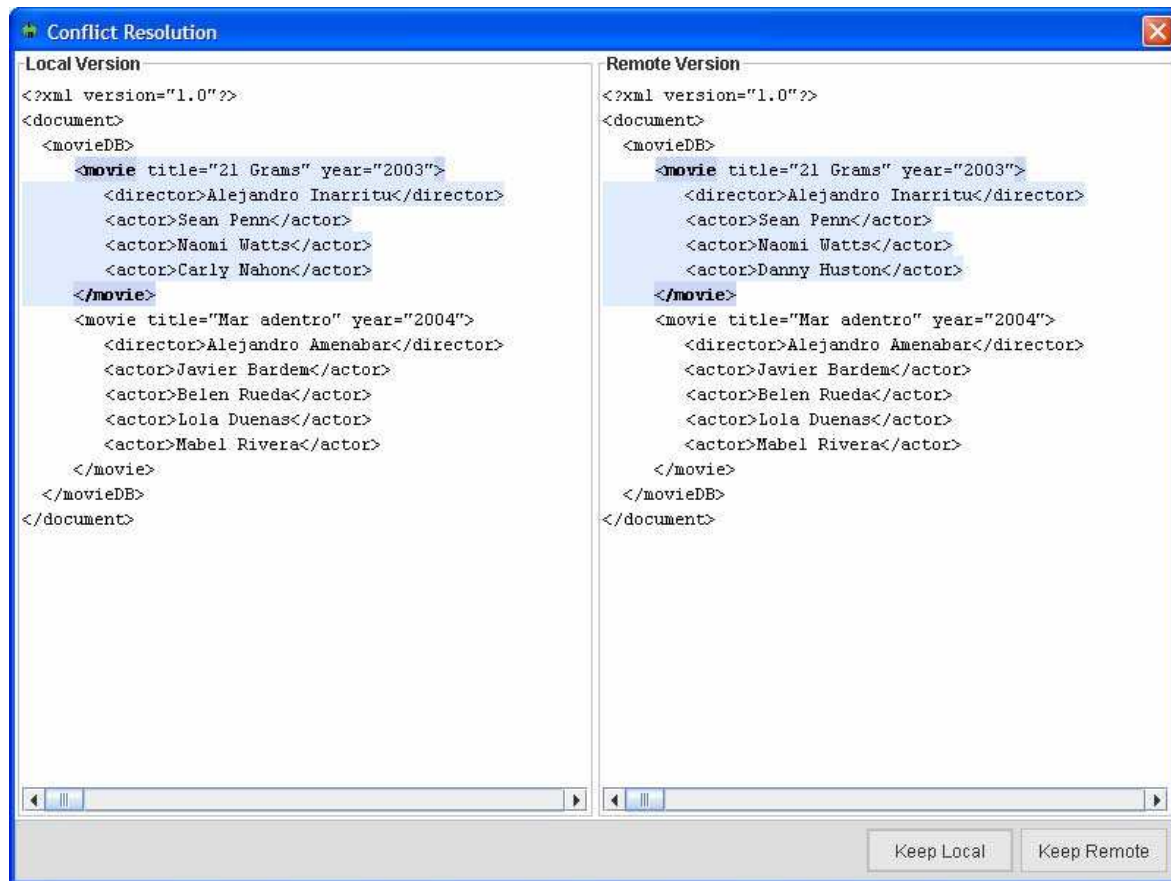 Conflict Resolution
Local Version
<?xml version="1.0"?>
<document>
<movieDB>
<movie title="21 Grams" year="2003">
<director>Alejandro Inarritu</director>
<actor>Sean Penn</actor>
<actor>Naomi Watts</actor>
<actor>Carly Nahon</actor>
</movie>
<movie title="Mar adentro" year="2004">
<director>Alejandro Amenabar</director>
<actor>Javier Bardem</actor>
<actor>Belen Rueda</actor>
<actor>Lola Duenas</actor>
<actor>Mabel Rivera</actor>
</movie>
</movieDB>
</document>
Remote Version
<?xml version="1.0"?>
<document>
<movieDB>
<movie title="21 Grams" year="2003">
<director>Alejandro Inarritu</director>
<actor>Sean Penn</actor>
<actor>Naomi Watts</actor>
<actor>Danny Huston</actor>
</movie>
<movie title="Mar adentro" year="2004">
<director>Alejandro Amenabar</director>
<actor>Javier Bardem</actor>
<actor>Belen Rueda</actor>
<actor>Lola Duenas</actor>
<actor>Mabel Rivera</actor>
</movie>
</movieDB>
</document>
Keep Local
Keep Remote